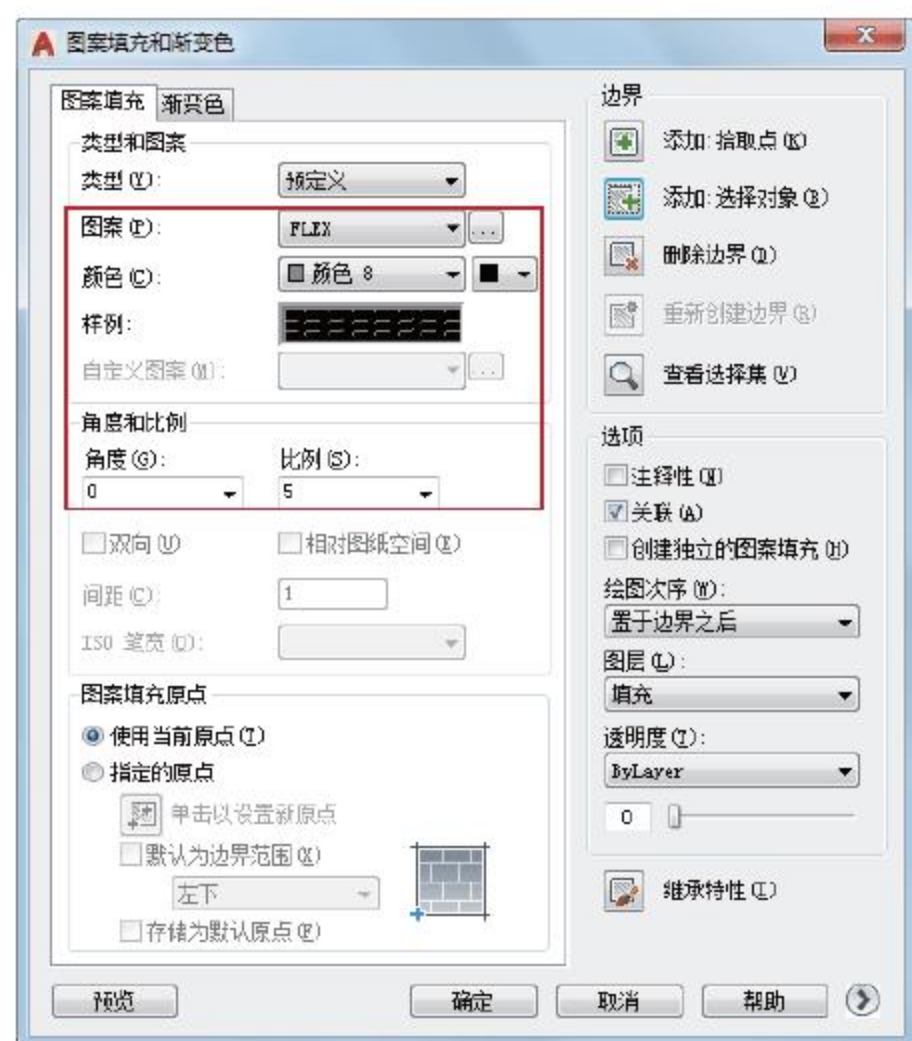 图案填充和渐变色
图案填充 渐变色
类型和图案
类型(Y): 预定义
图案(P): FLEX ...
颜色(C): 颜色 8
样例:
自定义图案(M): ...
角度和比例
角度(G): 比例(S):
0 5
双向(U) 相对图纸空间(E)
间距(C): 1
ISO 笔宽(O):
图案填充原点
使用当前原点(T)
指定的原点
单击以设置新原点
默认为边界范围(X)
左下
存储为默认原点(F)
边界
添加:拾取点(K)
添加:选择对象(B)
删除边界(D)
重新创建边界(R)
查看选择集(V)
选项
注释性(N)
关联(A)
创建独立的图案填充(H)
绘图次序(W):
置于边界之后
图层(L):
填充
透明度(T):
ByLayer
0
继承特性(I)
预览 确定 取消 帮助